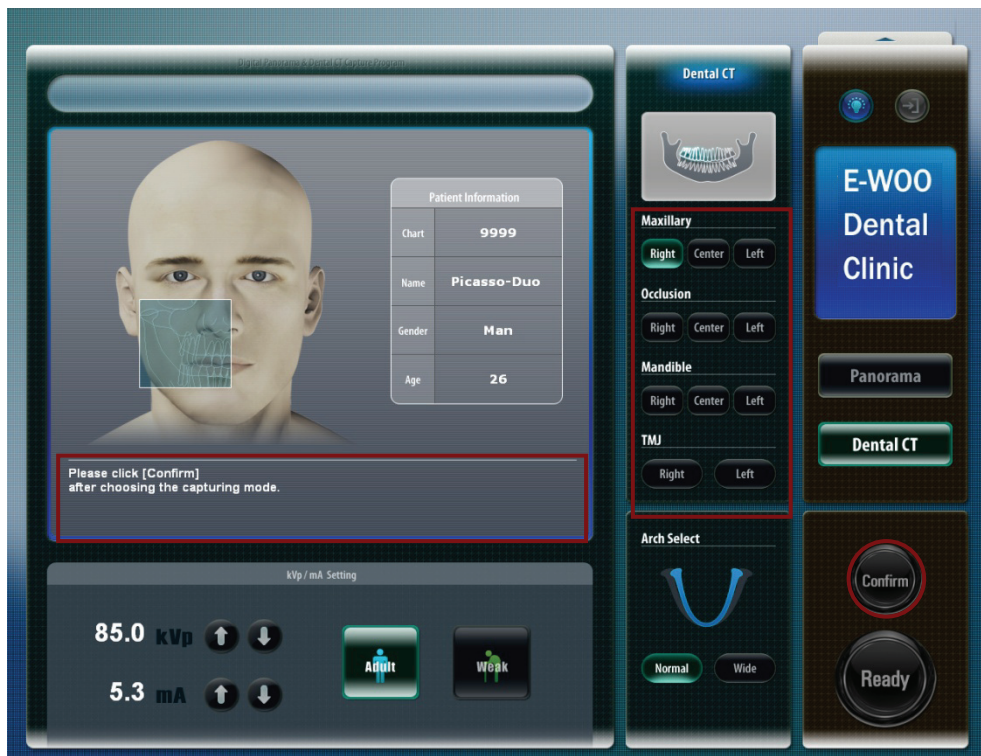 Digital Panorama & Dental CT Capture Program
Patient Information
Chart 9999
Name Picasso-Duo
Gender Man
Age 26
Please click [Confirm]
after choosing the capturing mode.
kVp / mA Setting
85.0 kVp
5.3 mA
Adult
Weak
Dental CT
Maxillary
Right Center Left
Occlusion
Right Center Left
Mandible
Right Center Left
TMJ
Right Left
Arch Select
Normal Wide
E-WOO
Dental
Clinic
Panorama
Dental CT
Confirm
Ready